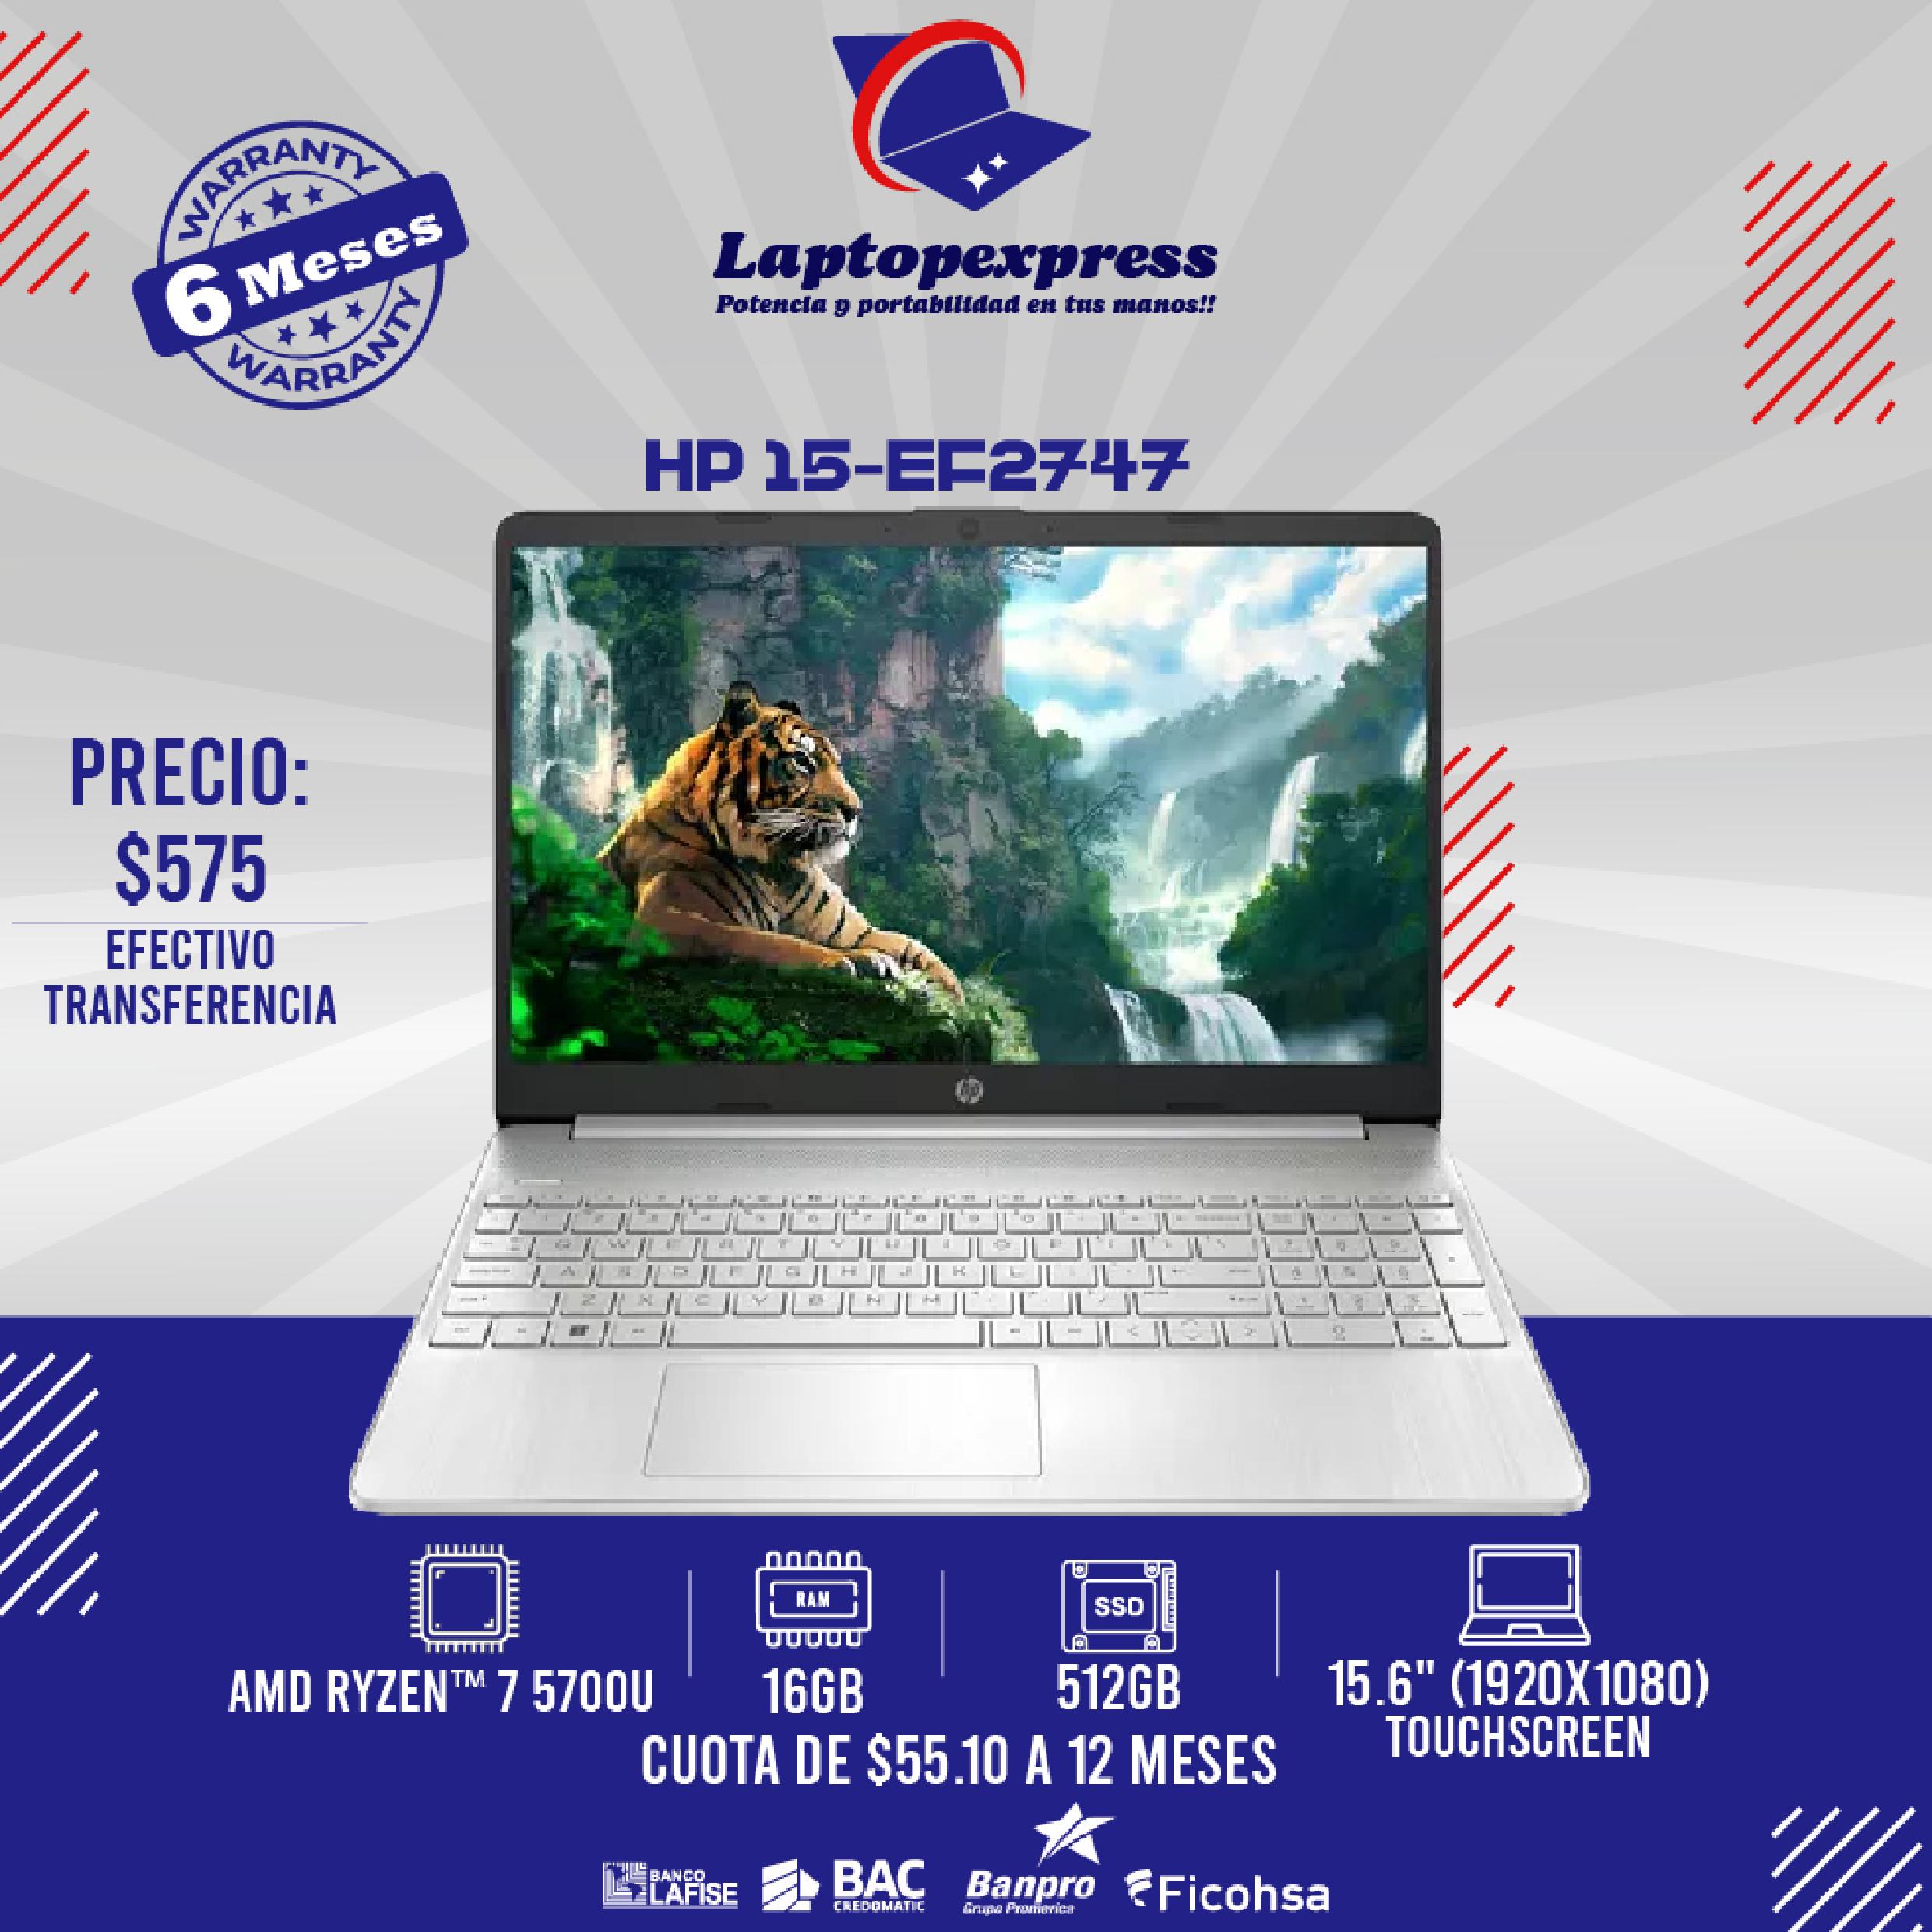 WARRANTY
6 Meses
WARRANTY
Laptopexpress
Potencia y portabilidad en tus manos!!
HP 15-EF2747
PRECIO:
$575
EFECTIVO
TRANSFERENCIA
hp
RAM
SSD
AMD RYZEN™ 7 5700U
16GB
512GB
15.6" (1920X1080)
TOUCHSCREEN
CUOTA DE $55.10 A 12 MESES
BANCO
LAFISE
BAC
CREDOMATIC
Banpro
Grupo Promerica
Ficohsa